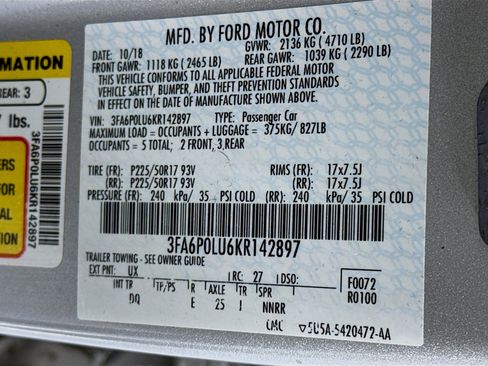 MFD. BY FORD MOTOR CO.
DATE: 10/18 GVWR: 2136 KG (4710 LB)
FRONT GAWR: 1118 KG (2465 LB) REAR GAWR: 1039 KG (2290 LB)
THIS VEHICLE CONFORMS TO ALL APPLICABLE FEDERAL MOTOR
VEHICLE SAFETY, BUMPER, AND THEFT PREVENTION STANDARDS
IN EFFECT ON THE DATE OF MANUFACTURE SHOWN ABOVE.
VIN: 3FA6P0LU6KR142897 TYPE: Passenger Car
MAXIMUM LOAD = OCCUPANTS + LUGGAGE = 375KG/827LB
OCCUPANTS = 5 TOTAL; 2 FRONT, 3,REAR
TIRE (FR): P225/50R17 93V RIMS (FR): 17x7.5J
TIRE (RR): P225/50R17 93V (RR): 17x7.5J
PRESSURE (FR): 240 kPa/ 35 PSI COLD (RR): 240 kPa/ 35 PSI COLD
3FA6P0LU6KR142897
TRAILER TOWING - SEE OWNER GUIDE
EXT PNT: UX RC: 27 DSO: F0072
INT TR TP/PS R AXLE TR SPR R0100
DQ E 25 J NNRR
5U5A-5420472-AA
RMATION
REAR: 3
lbs.
3FA6P0LU6KR142897